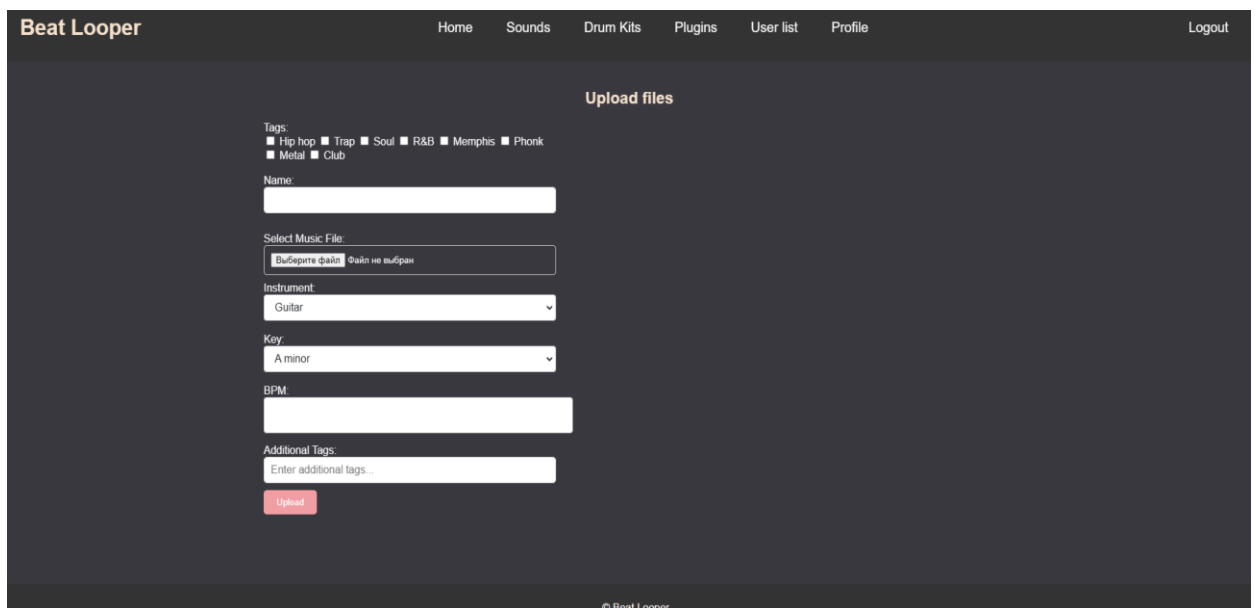 Beat Looper Home Sounds Drum Kits Plugins User list Profile Logout
Upload files
Tags:
Hip hop Trap Soul R&B Memphis Phonk
Metal Club
Name:
Select Music File:
Выберите файл Файл не выбран
Instrument:
Guitar
Key:
A minor
BPM:
Additional Tags:
Enter additional tags...
Upload
© Beat Looper